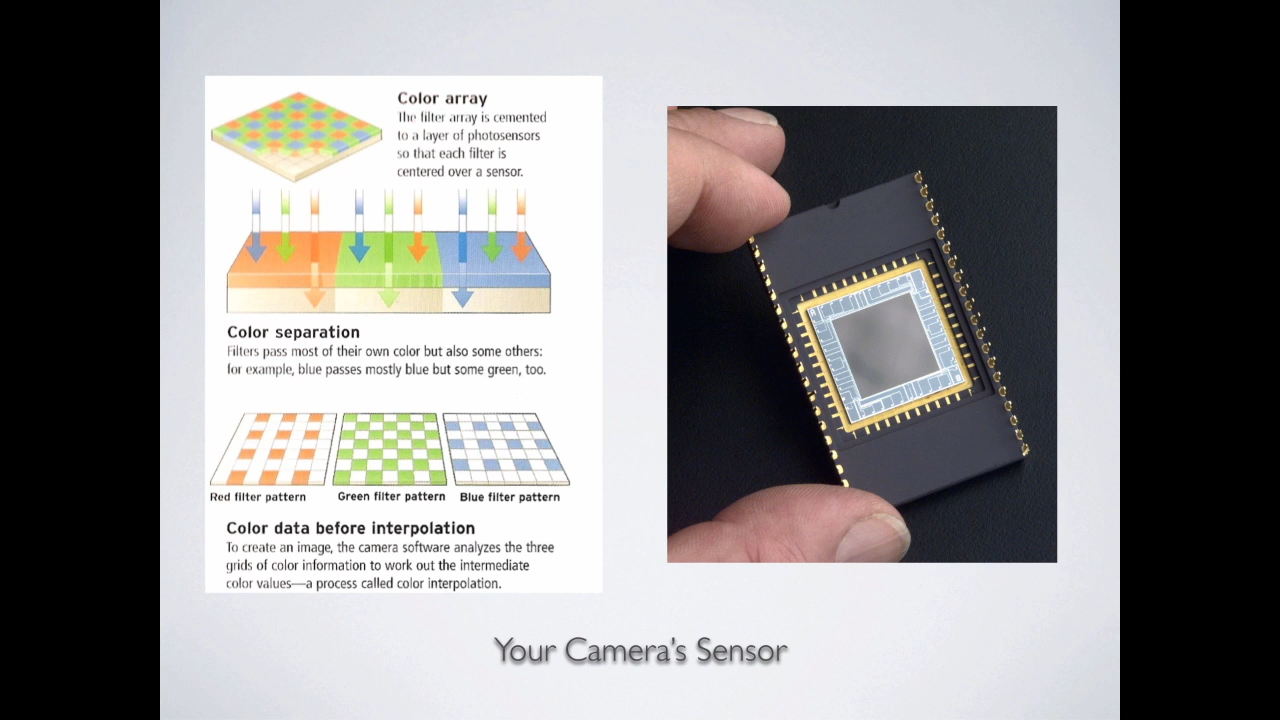 Color array
The filter array is cemented
to a layer of photosensors
so that each filter is
centered over a sensor.
Color separation
Filters pass most of their own color but also some others:
for example, blue passes mostly blue but some green, too.
Red filter pattern
Green filter pattern
Blue filter pattern
Color data before interpolation
To create an image, the camera software analyzes the three
grids of color information to work out the intermediate
color values—a process called color interpolation.
Your Camera's Sensor